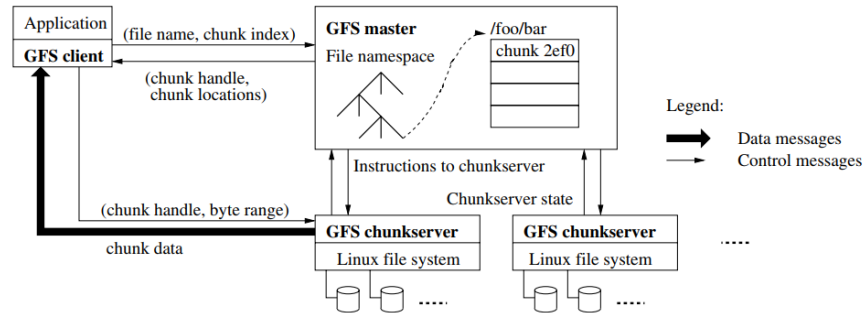 Application
GFS client
(file name, chunk index)
(chunk handle,
chunk locations)
GFS master
File namespace
/foo/bar
chunk 2ef0
Legend:
Data messages
Control messages
Instructions to chunkserver
Chunkserver state
(chunk handle, byte range)
chunk data
GFS chunkserver
Linux file system
GFS chunkserver
Linux file system